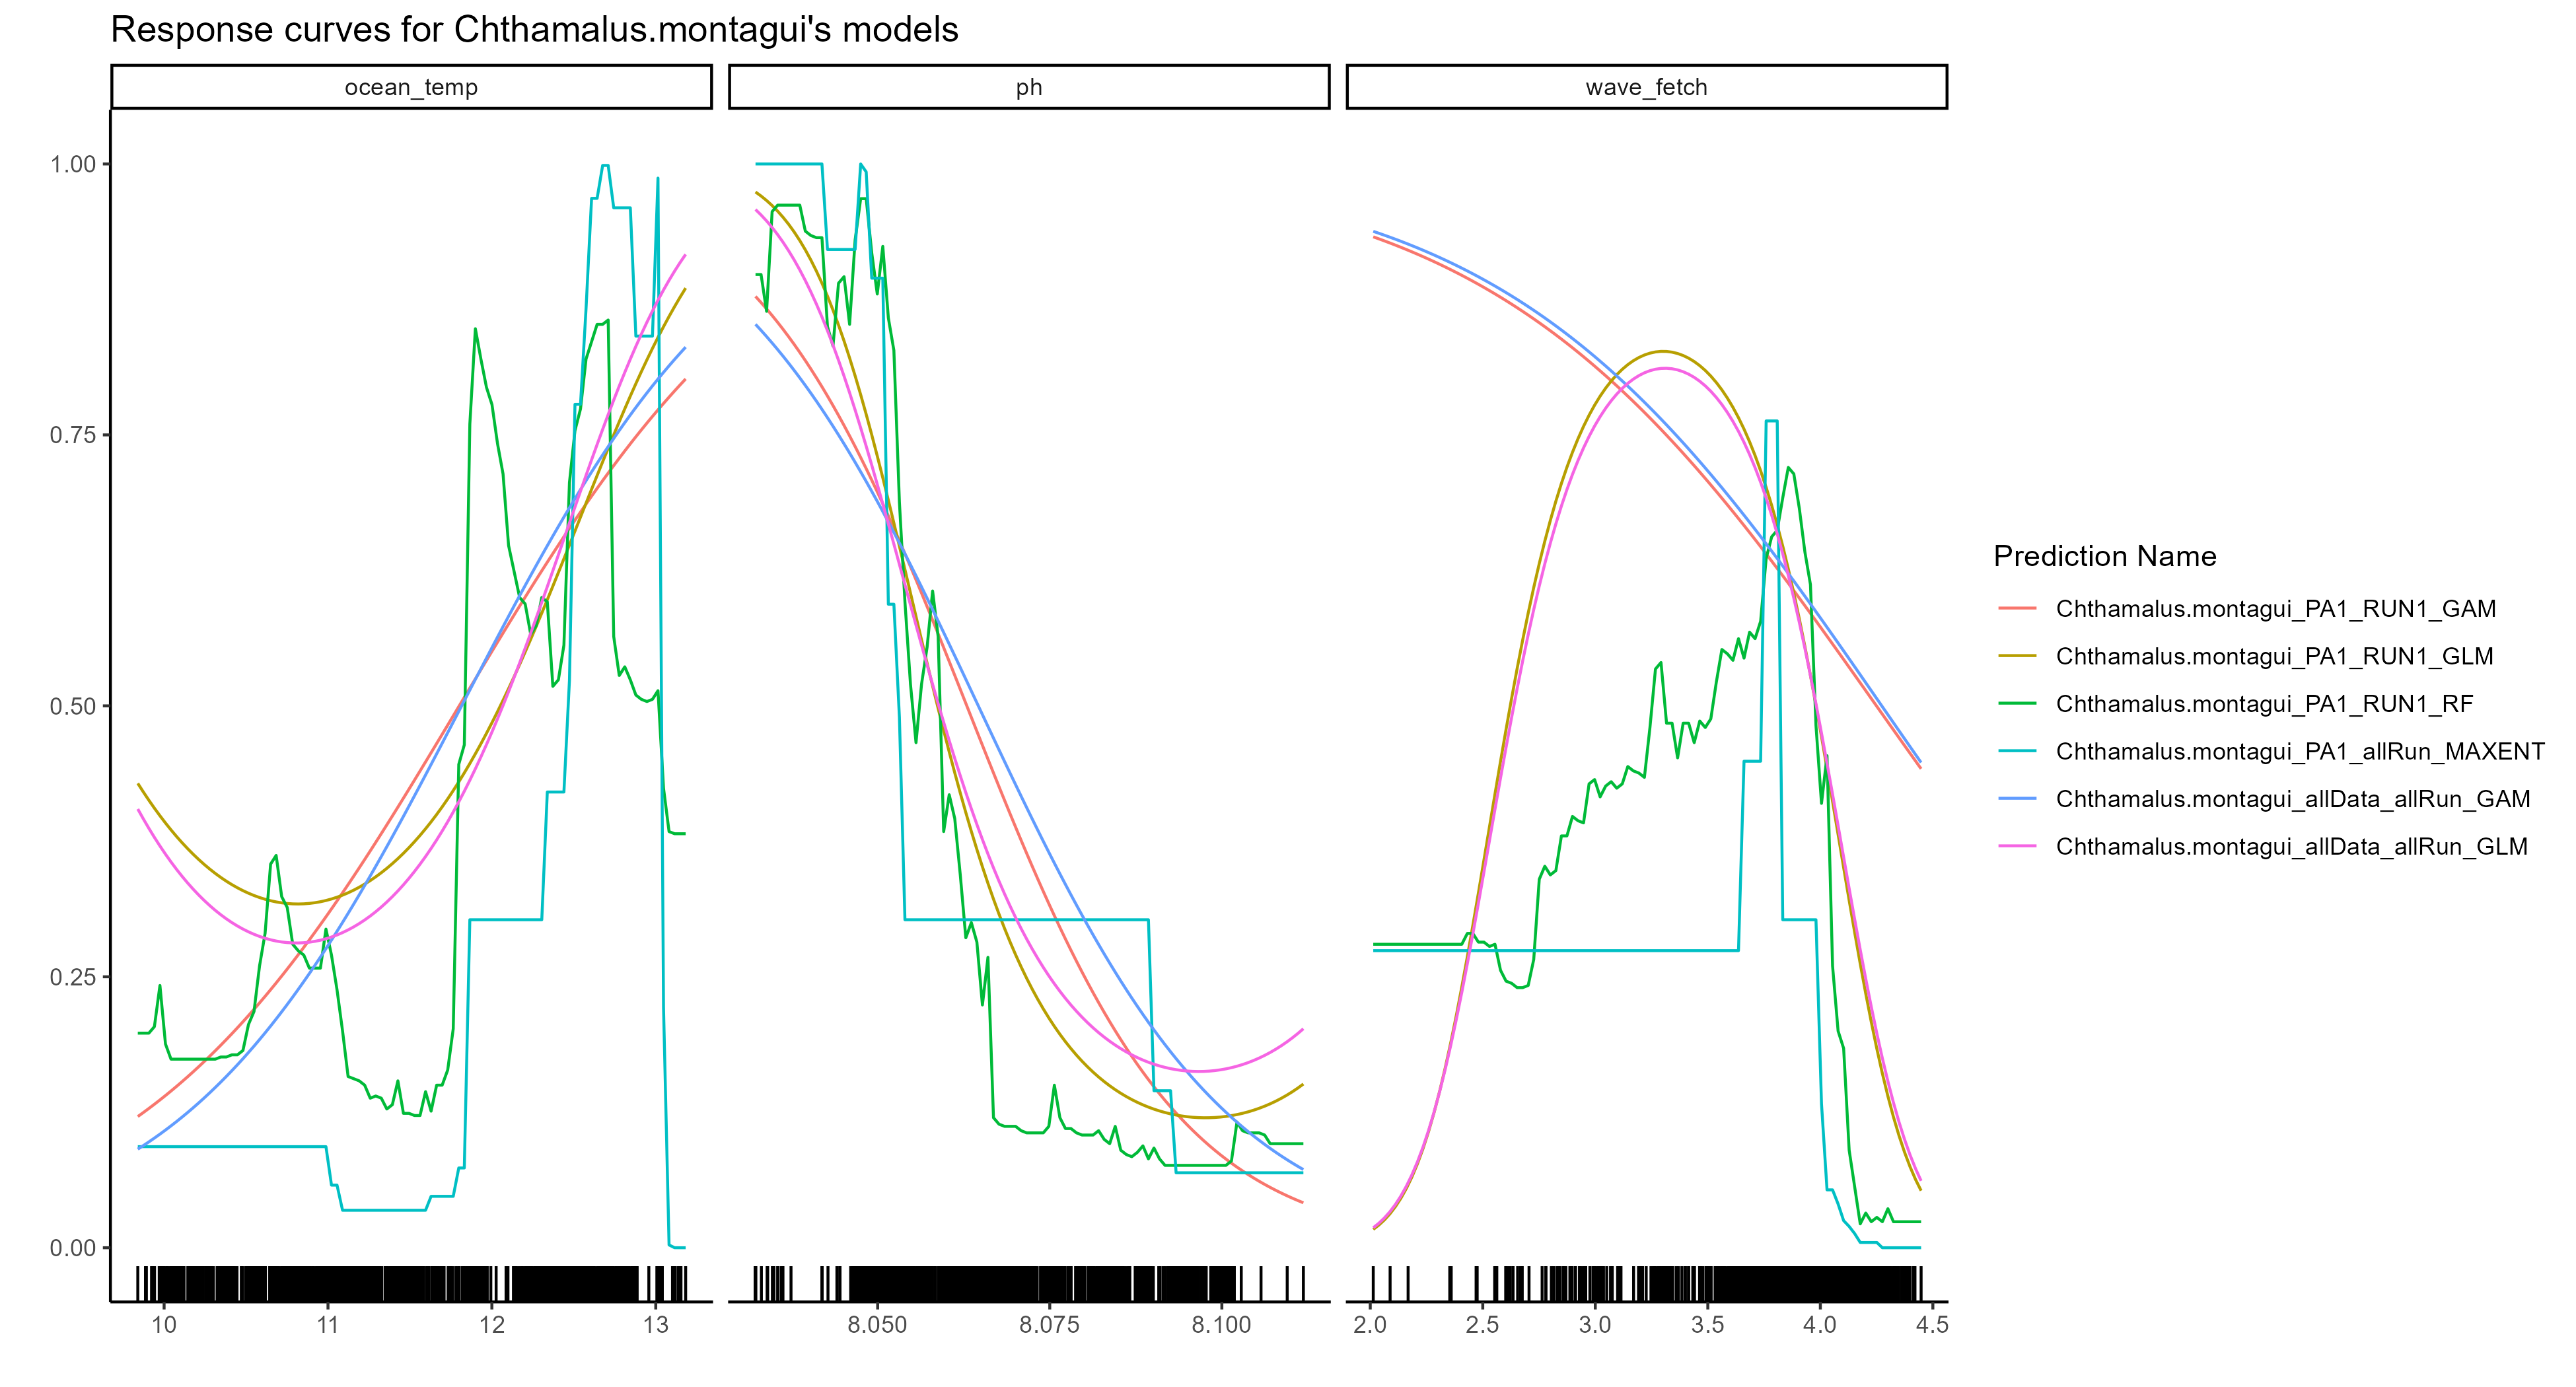 Response curves for Chthamalus.montagui's models
ocean_temp ph wave_fetch
1.00
0.75
0.50
0.25
0.00
10 11 12 13 8.050 8.075 8.100 2.0 2.5 3.0 3.5 4.0 4.5
Prediction Name
Chthamalus.montagui_PA1_RUN1_GAM
Chthamalus.montagui_PA1_RUN1_GLM
Chthamalus.montagui_PA1_RUN1_RF
Chthamalus.montagui_PA1_allRun_MAXENT
Chthamalus.montagui_allData_allRun_GAM
Chthamalus.montagui_allData_allRun_GLM